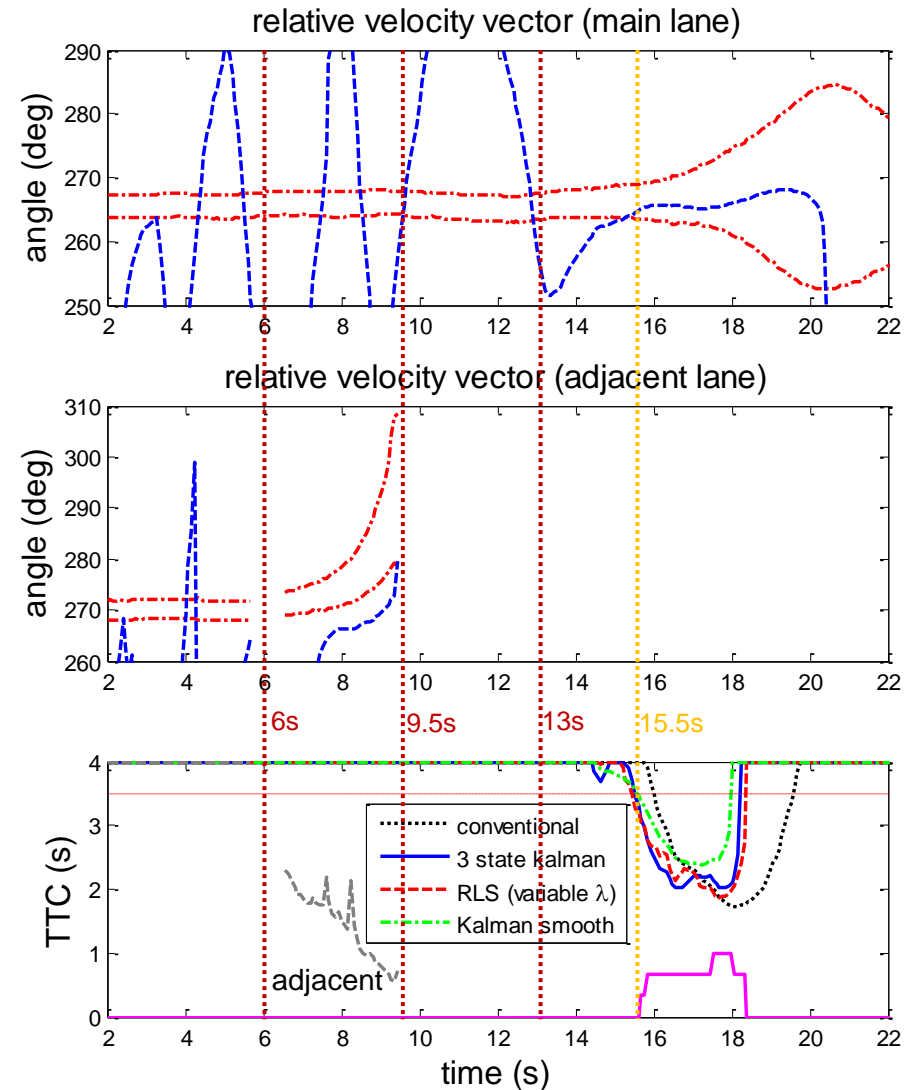 relative velocity vector (main lane)
angle (deg)
290
280
270
260
250
2 4 6 8 10 12 14 16 18 20 22
relative velocity vector (adjacent lane)
angle (deg)
310
300
290
280
270
260
2 4 6 8 10 12 14 16 18 20 22
6s 9.5s 13s 15.5s
TTC (s)
4
3
2
1
0
conventional
3 state kalman
RLS (variable λ)
Kalman smooth
adjacent
2 4 6 8 10 12 14 16 18 20 22
time (s)